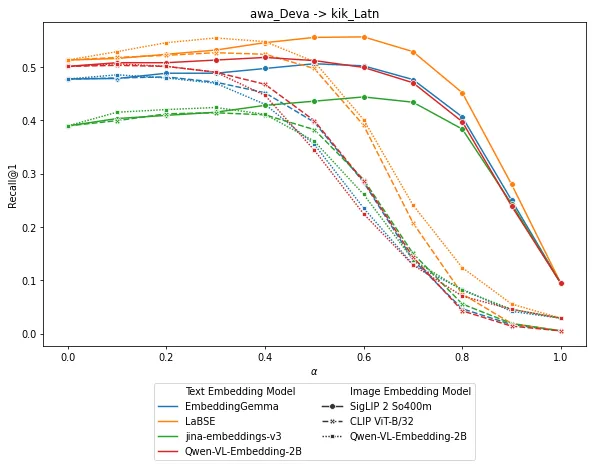 awa_Deva -> kik_Latn
Recall@1
0.5
0.4
0.3
0.2
0.1
0.0
0.0 0.2 0.4 0.6 0.8 1.0
α
Text Embedding Model Image Embedding Model
EmbeddingGemma SigLIP 2 So400m
LaBSE CLIP ViT-B/32
jina-embeddings-v3 Qwen-VL-Embedding-2B
Qwen-VL-Embedding-2B